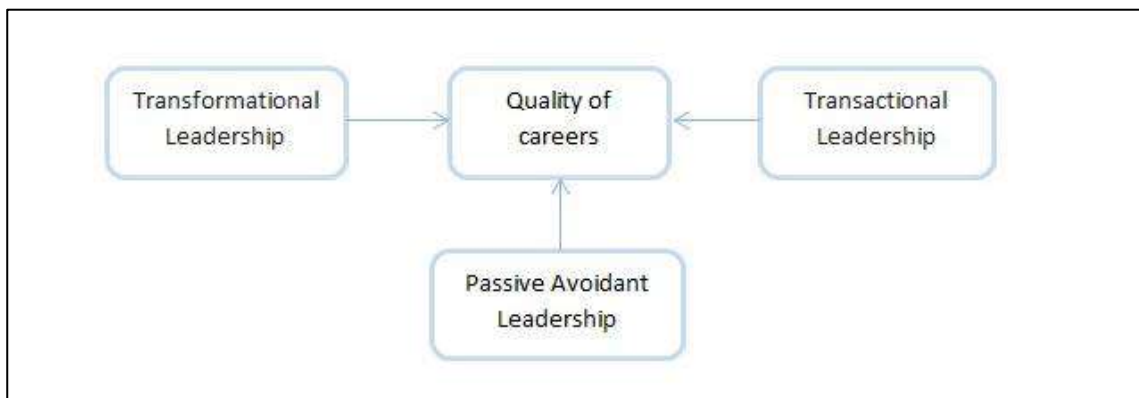 Transformational
Leadership
Quality of
careers
Transactional
Leadership
Passive Avoidant
Leadership